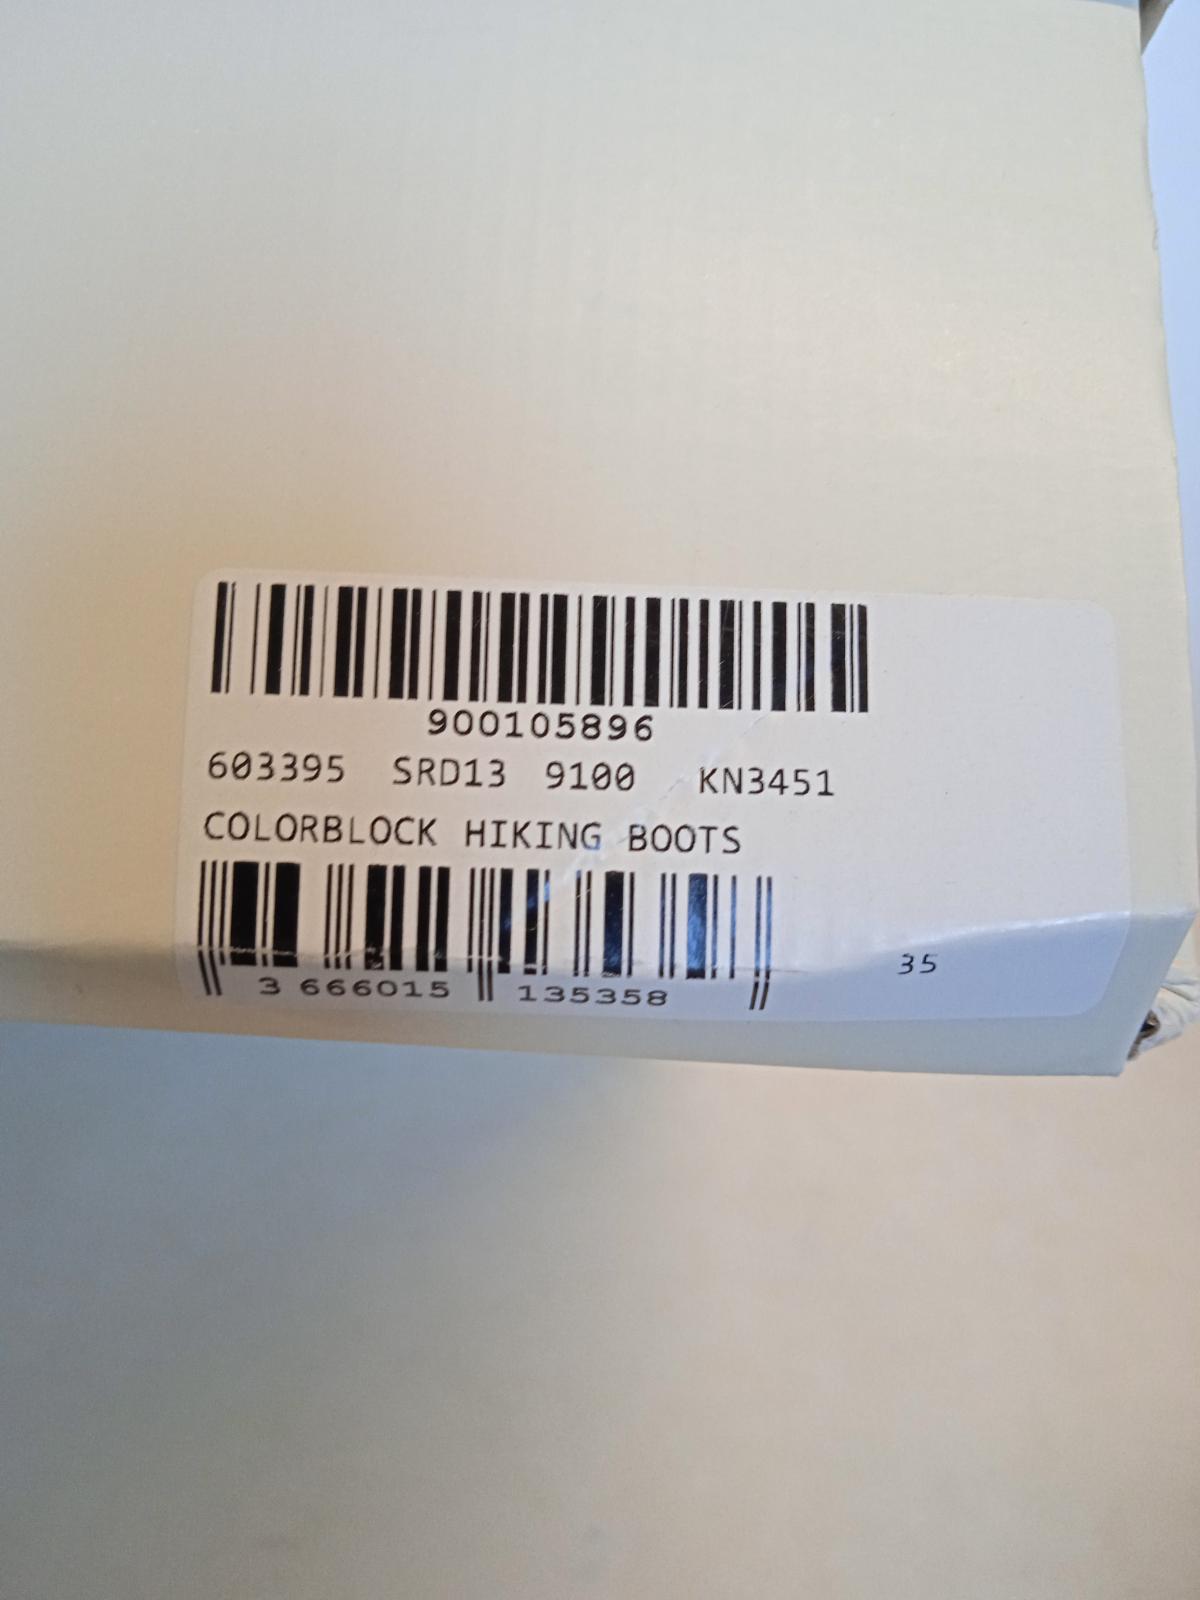 900105896
603395 SRD13 9100 KN3451
COLORBLOCK HIKING BOOTS
3 666015 135358
35